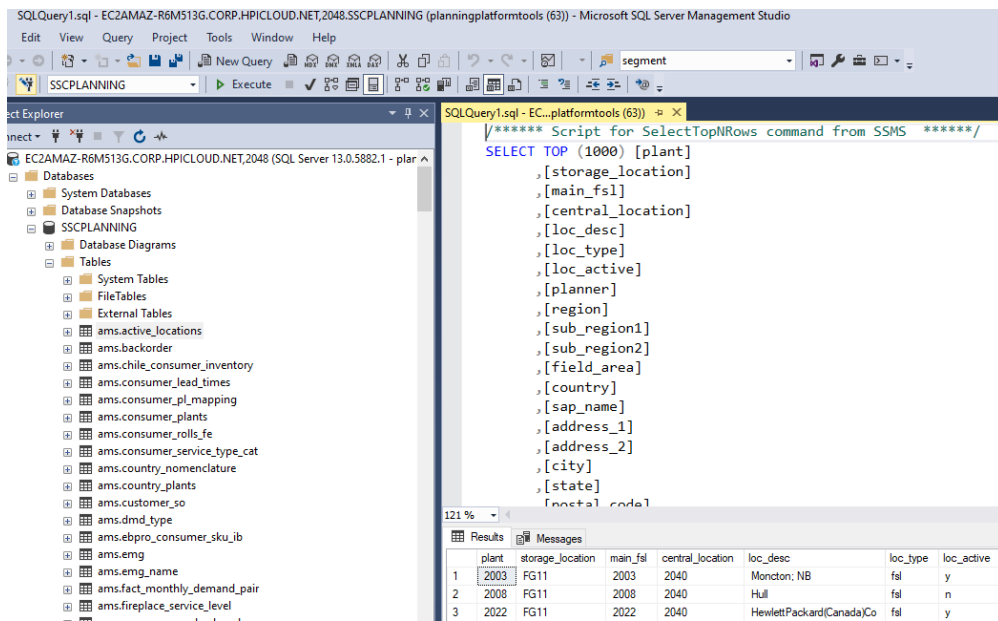 SQLQuery1.sql - EC2AMAZ-R6M513G.CORP.HPICLOUD.NET,2048.SSCPLANNING (planningplatformtools (63)) - Microsoft SQL Server Management Studio
Edit View Query Project Tools Window Help
New Query MDX DMX XMLA DAX segment
SSCPLANNING Execute
ect Explorer
nnect
EC2AMAZ-R6M513G.CORP.HPICLOUD.NET,2048 (SQL Server 13.0.5882.1 - plar
Databases
System Databases
Database Snapshots
SSCPLANNING
Database Diagrams
Tables
System Tables
FileTables
External Tables
ams.active_locations
ams.backorder
ams.chile_consumer_inventory
ams.consumer_lead_times
ams.consumer_pl_mapping
ams.consumer_plants
ams.consumer_rolls_fe
ams.consumer_service_type_cat
ams.country_nomenclature
ams.country_plants
ams.customer_so
ams.dmd_type
ams.ebpro_consumer_sku_ib
ams.emg
ams.emg_name
ams.fact_monthly_demand_pair
ams.fireplace_service_level
SQLQuery1.sql - EC...platformtools (63))
/****** Script for SelectTopNRows command from SSMS ******/
SELECT TOP (1000) [plant]
,[storage_location]
,[main_fsl]
,[central_location]
,[loc_desc]
,[loc_type]
,[loc_active]
,[planner]
,[region]
,[sub_region1]
,[sub_region2]
,[field_area]
,[country]
,[sap_name]
,[address_1]
,[address_2]
,[city]
,[state]
,[postal_code]
121 %
Results Messages
plant storage_location main_fsl central_location loc_desc loc_type loc_active
1 2003 FG11 2003 2040 Moncton; NB fsl y
2 2008 FG11 2008 2040 Hull fsl n
3 2022 FG11 2022 2040 HewlettPackard(Canada)Co fsl y